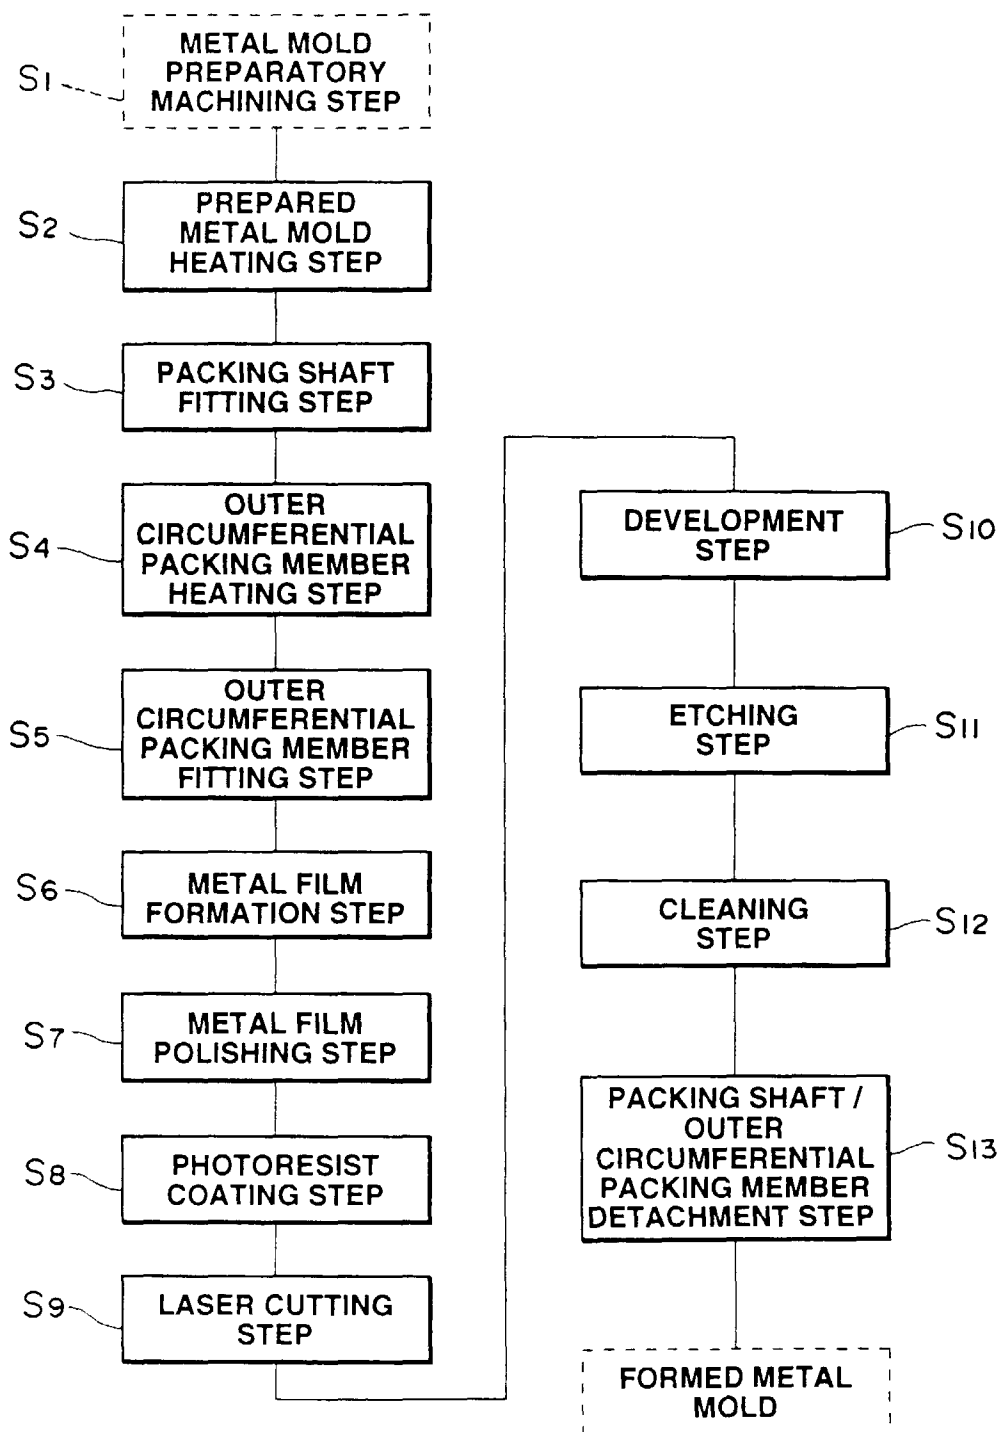 S1
METAL MOLD
PREPARATORY
MACHINING STEP
S2
PREPARED
METAL MOLD
HEATING STEP
S3
PACKING SHAFT
FITTING STEP
S4
OUTER
CIRCUMFERENTIAL
PACKING MEMBER
HEATING STEP
S5
OUTER
CIRCUMFERENTIAL
PACKING MEMBER
FITTING STEP
S6
METAL FILM
FORMATION STEP
S7
METAL FILM
POLISHING STEP
S8
PHOTORESIST
COATING STEP
S9
LASER CUTTING
STEP
DEVELOPMENT
STEP
S10
ETCHING
STEP
S11
CLEANING
STEP
S12
PACKING SHAFT /
OUTER
CIRCUMFERENTIAL
PACKING MEMBER
DETACHMENT STEP
S13
FORMED METAL
MOLD